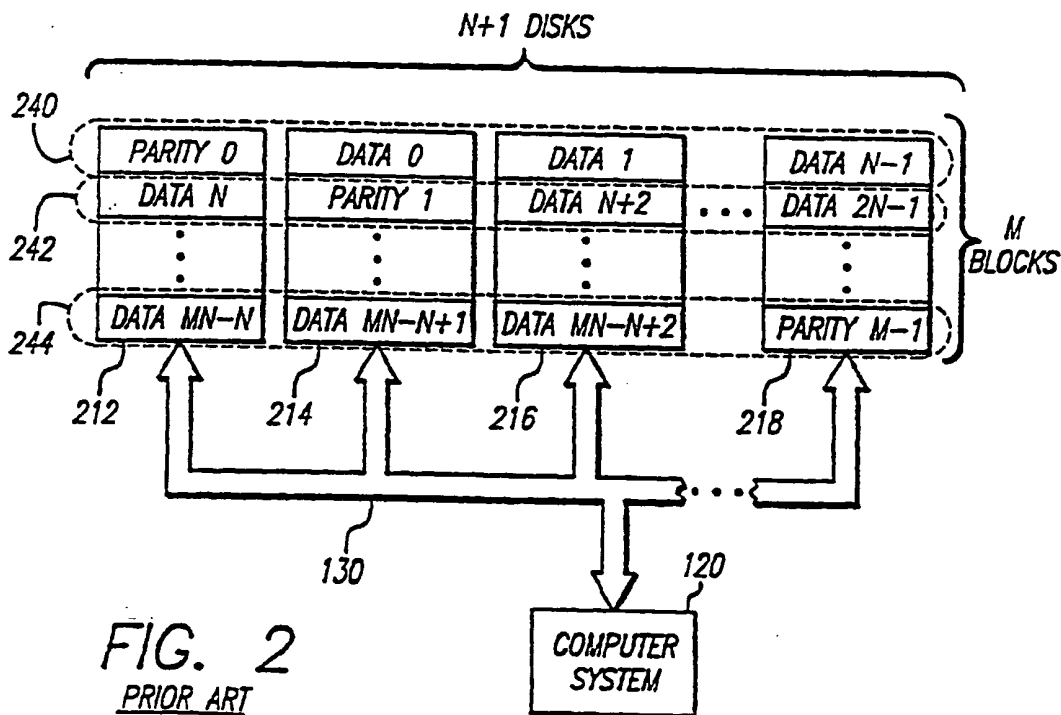 N+1 DISKS
240
PARITY 0 DATA 0 DATA 1 DATA N-1
242
DATA N PARITY 1 DATA N+2 DATA 2N-1
M
BLOCKS
244
DATA MN-N DATA MN-N+1 DATA MN-N+2 PARITY M-1
212 214 216 218
130
120
COMPUTER
SYSTEM
FIG. 2
PRIOR ART